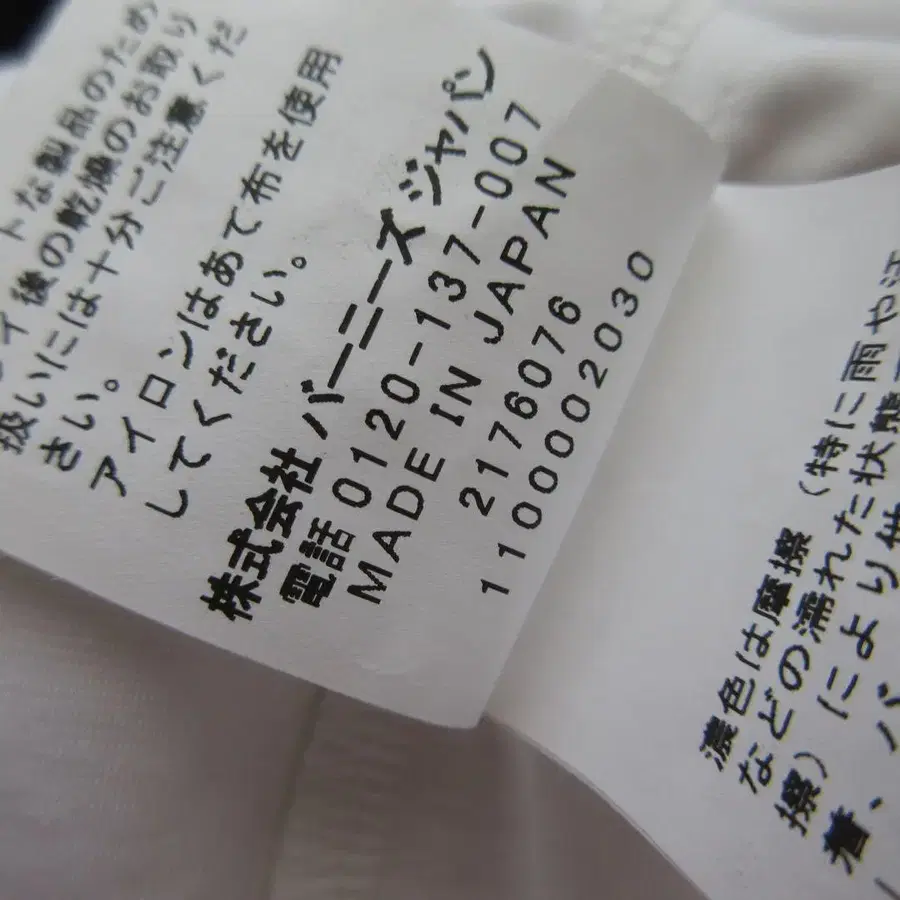 トな製品のため
後の乾燥のお取り
扱いには十分ご注意くだ
さい。
アイロンはあて布を使用
してください。
株式会社 バーニーズ ジャパン
電話 0120-137-007
MADE IN JAPAN
2176076
11000002030
濃色は摩擦 (特に雨や汗
などの濡れた状態
擦) により
着、バ